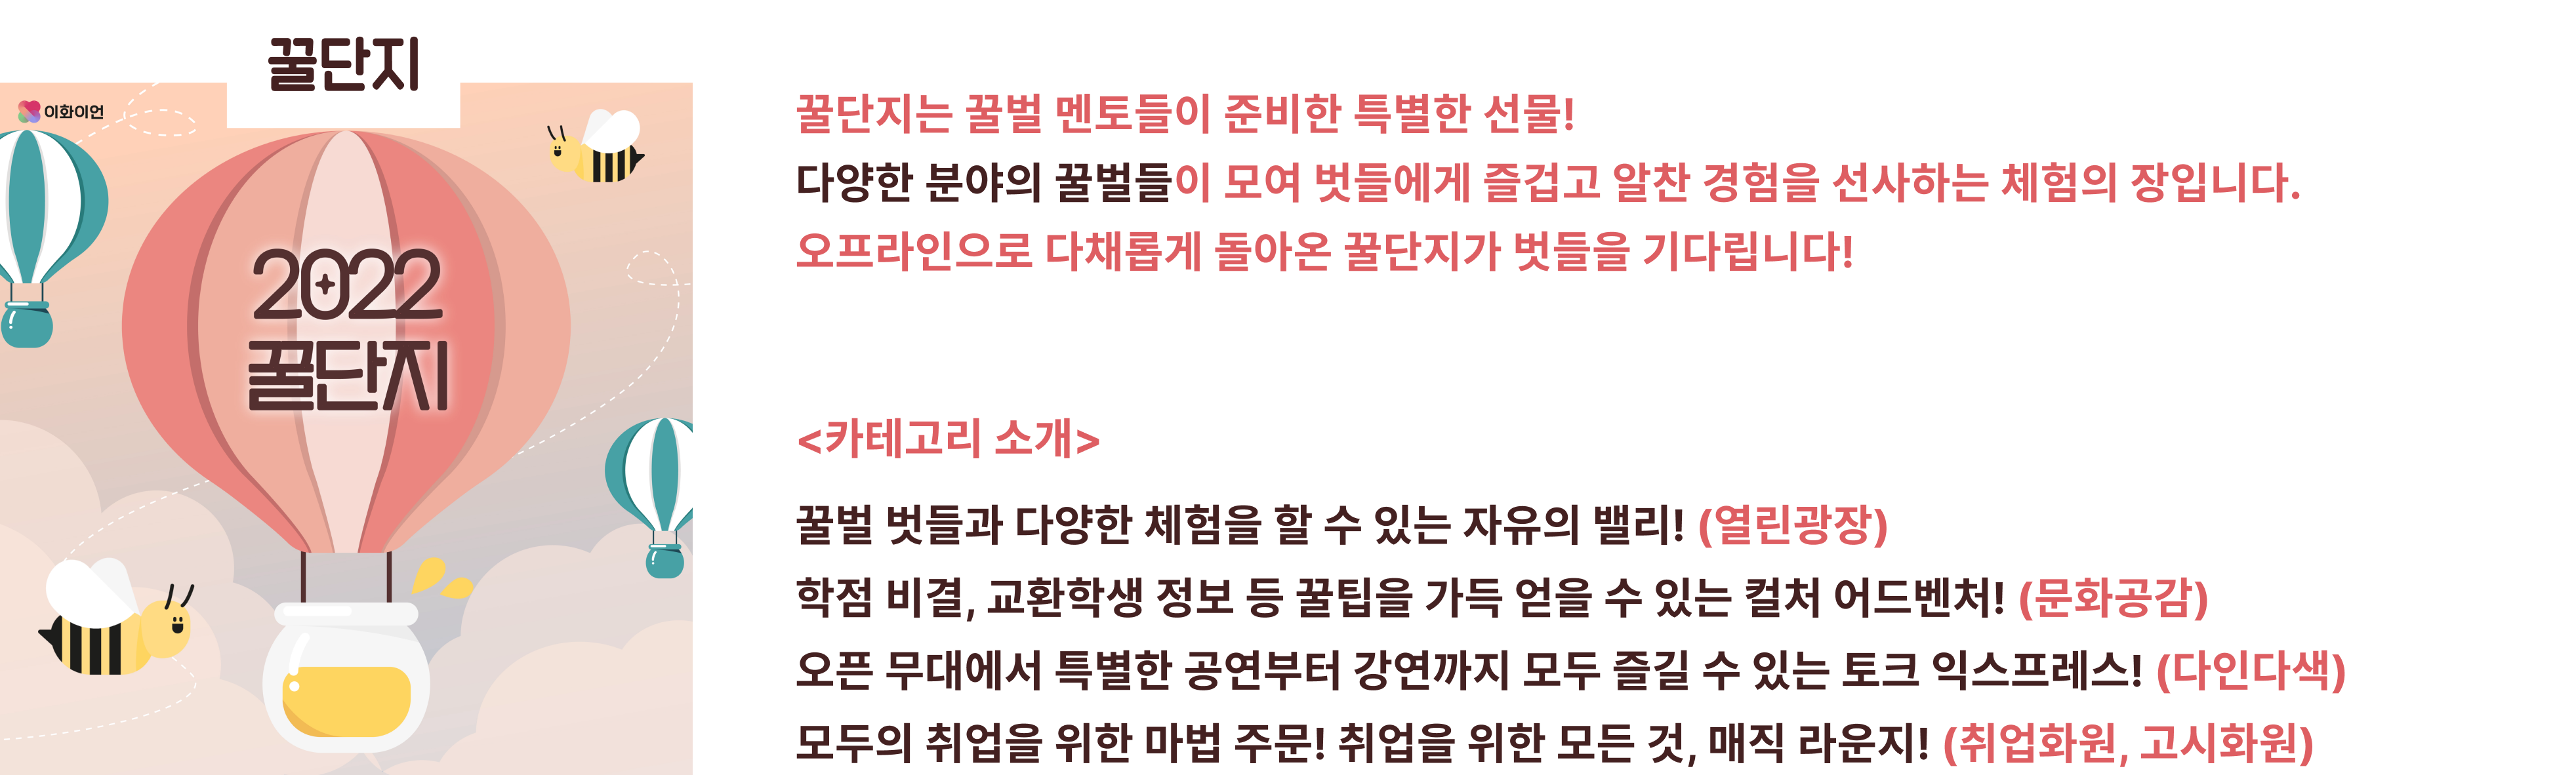 꿀단지
이화이언
2022
꿀단지
꿀단지는 꿀벌 멘토들이 준비한 특별한 선물!
다양한 분야의 꿀벌들이 모여 벗들에게 즐겁고 알찬 경험을 선사하는 체험의 장입니다.
오프라인으로 다채롭게 돌아온 꿀단지가 벗들을 기다립니다!
<카테고리 소개>
꿀벌 벗들과 다양한 체험을 할 수 있는 자유의 밸리! (열린광장)
학점 비결, 교환학생 정보 등 꿀팁을 가득 얻을 수 있는 컬처 어드벤처! (문화공감)
오픈 무대에서 특별한 공연부터 강연까지 모두 즐길 수 있는 토크 익스프레스! (다인다색)
모두의 취업을 위한 마법 주문! 취업을 위한 모든 것, 매직 라운지! (취업화원, 고시화원)